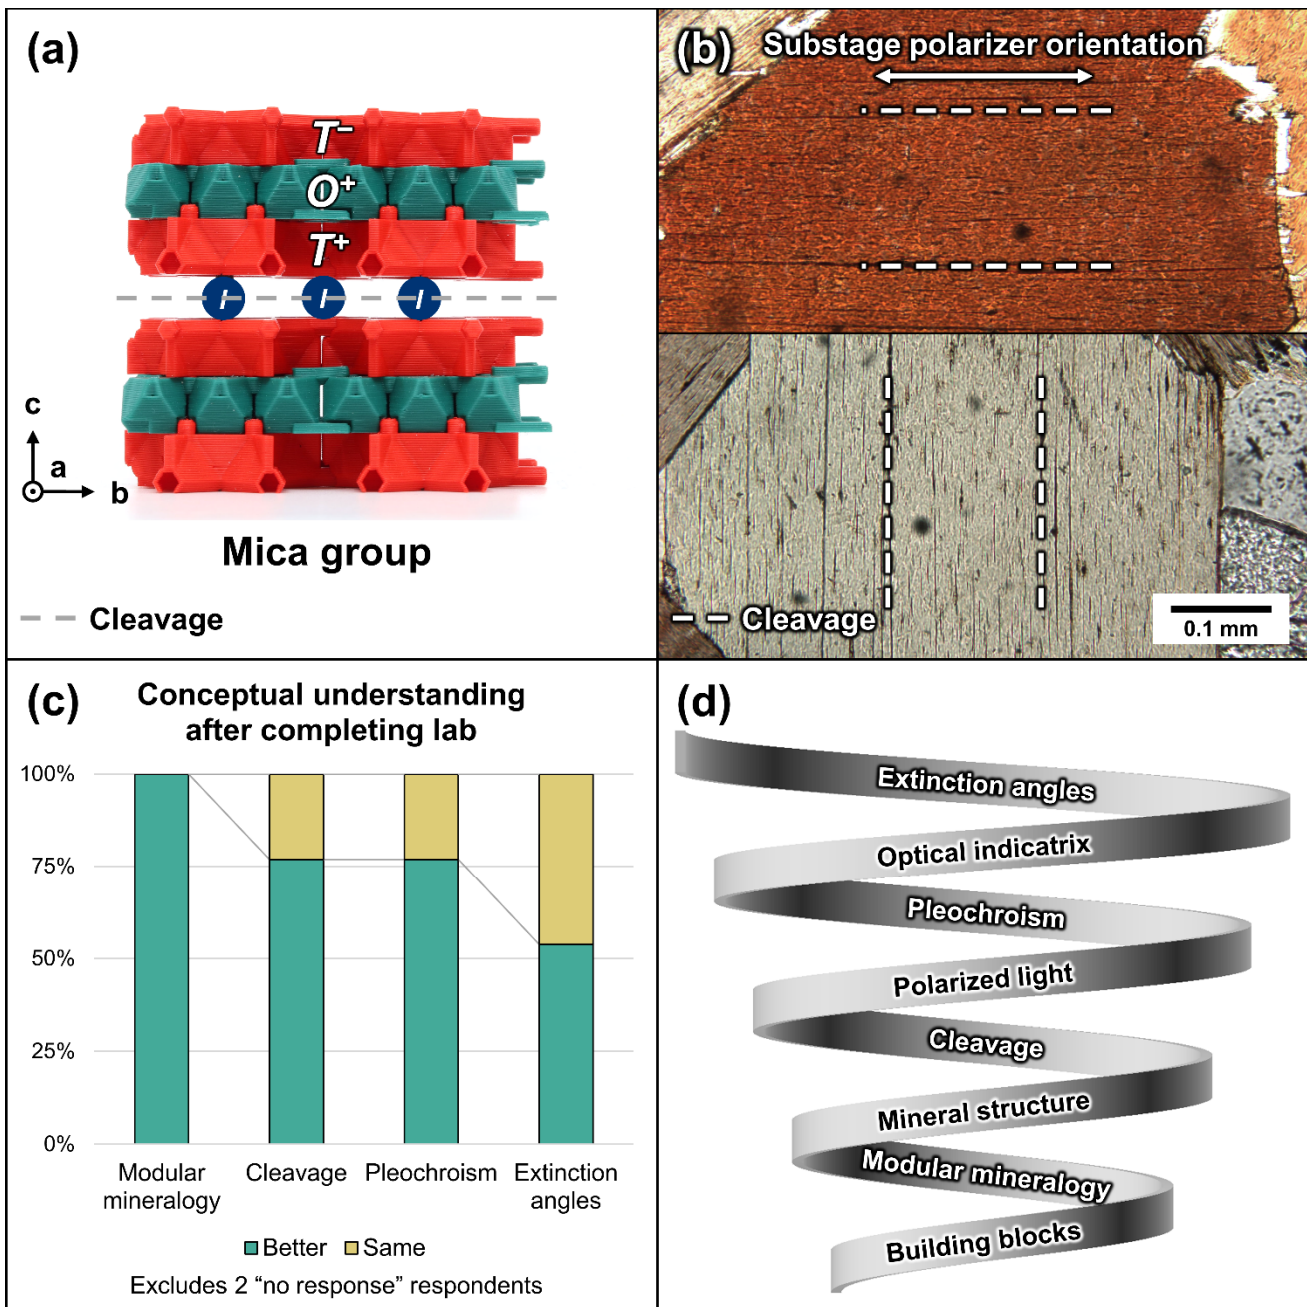 (a)
T⁻
O⁺
T⁺
I I I
c
a
b
Mica group
Cleavage
(b)
Substage polarizer orientation
Cleavage
0.1 mm
(c)
Conceptual understanding
after completing lab
100%
75%
50%
25%
0%
Modular
mineralogy
Cleavage
Pleochroism
Extinction
angles
Better
Same
Excludes 2 “no response” respondents
(d)
Extinction angles
Optical indicatrix
Pleochroism
Polarized light
Cleavage
Mineral structure
Modular mineralogy
Building blocks